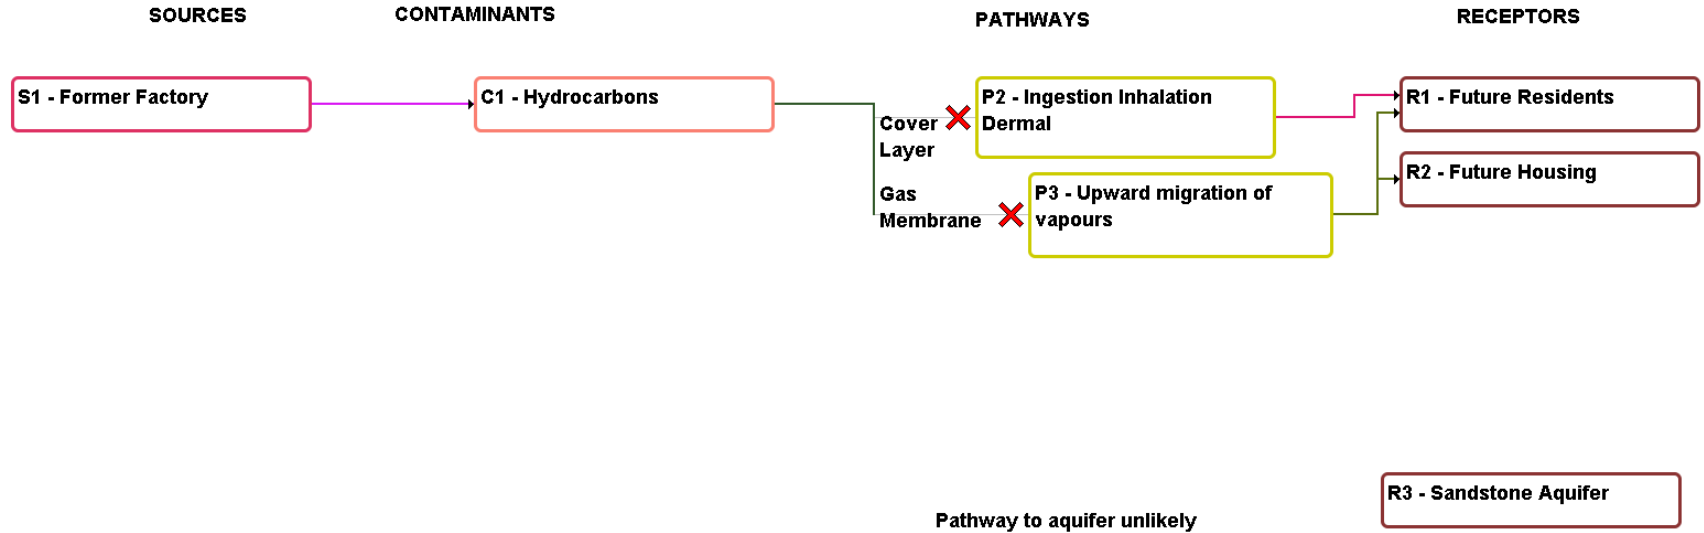 SOURCES
CONTAMINANTS
PATHWAYS
RECEPTORS
S1 - Former Factory
C1 - Hydrocarbons
P2 - Ingestion Inhalation
Dermal
R1 - Future Residents
Cover
Layer
R2 - Future Housing
Gas
Membrane
P3 - Upward migration of
vapours
R3 - Sandstone Aquifer
Pathway to aquifer unlikely